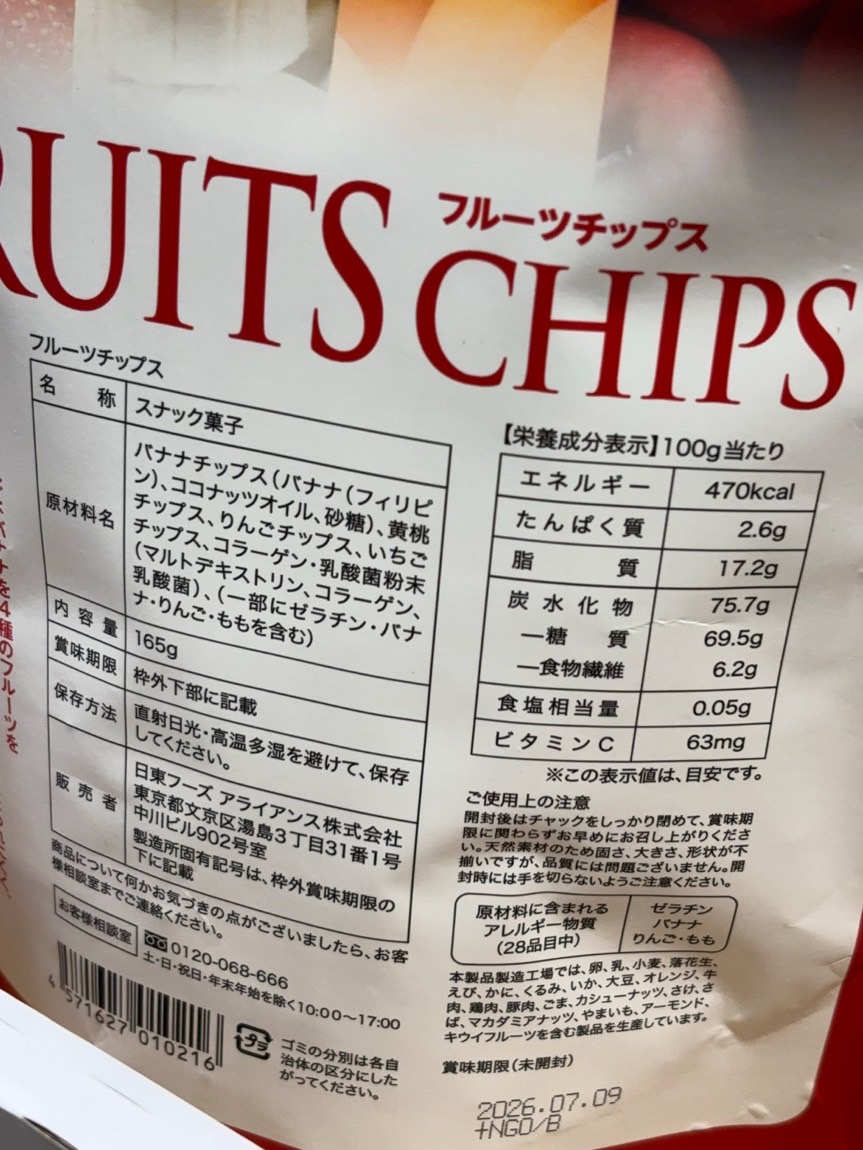 RUITS CHIPS
フルーツチップス
フルーツチップス
名 称 スナック菓子
原材料名
バナナチップス(バナナ(フィリピ
ン)、ココナッツオイル、砂糖)、黄桃
チップス、りんごチップス、いちご
チップス、コラーゲン・乳酸菌粉末
(マルトデキストリン、コラーゲン、
乳酸菌)、(一部にゼラチン・バナ
ナ・りんご・ももを含む)
内容量 165g
賞味期限 枠外下部に記載
保存方法 直射日光・高温多湿を避けて、保存
してください。
販売者
日東フーズ アライアンス株式会社
東京都文京区湯島3丁目31番1号
中川ビル902号室
製造所固有記号は、枠外賞味期限の
下に記載
商品について何かお気づきの点がございましたら、お客
様相談室までご連絡ください。
お客様相談室 0120-068-666
土・日・祝日・年末年始を除く10:00〜17:00
4 571627 010216
プラ
ゴミの分別は各自
治体の区分にした
がってください。
【栄養成分表示】100g当たり
エネルギー 470kcal
たんぱく質 2.6g
脂質 17.2g
炭水化物 75.7g
―糖質 69.5g
―食物繊維 6.2g
食塩相当量 0.05g
ビタミンC 63mg
※この表示値は、目安です。
ご使用上の注意
開封後はチャックをしっかり閉めて、賞味期
限に関わらずお早めにお召し上がりくださ
い。天然素材のため固さ、大きさ、形状が不
揃いですが、品質には問題ございません。開
封時には手を切らないようご注意ください。
原材料に含まれる
アレルギー物質
(28品目中)
ゼラチン
バナナ
りんご・もも
本製品製造工場では、卵、乳、小麦、落花生、
えび、かに、くるみ、いか、大豆、オレンジ、牛
肉、鶏肉、豚肉、ごま、カシューナッツ、さけ、さ
ば、マカダミアナッツ、やまいも、アーモンド、
キウイフルーツを含む製品を生産しています。
賞味期限(未開封)
2026.07.09
+NGO/B
を4種のフルーツを